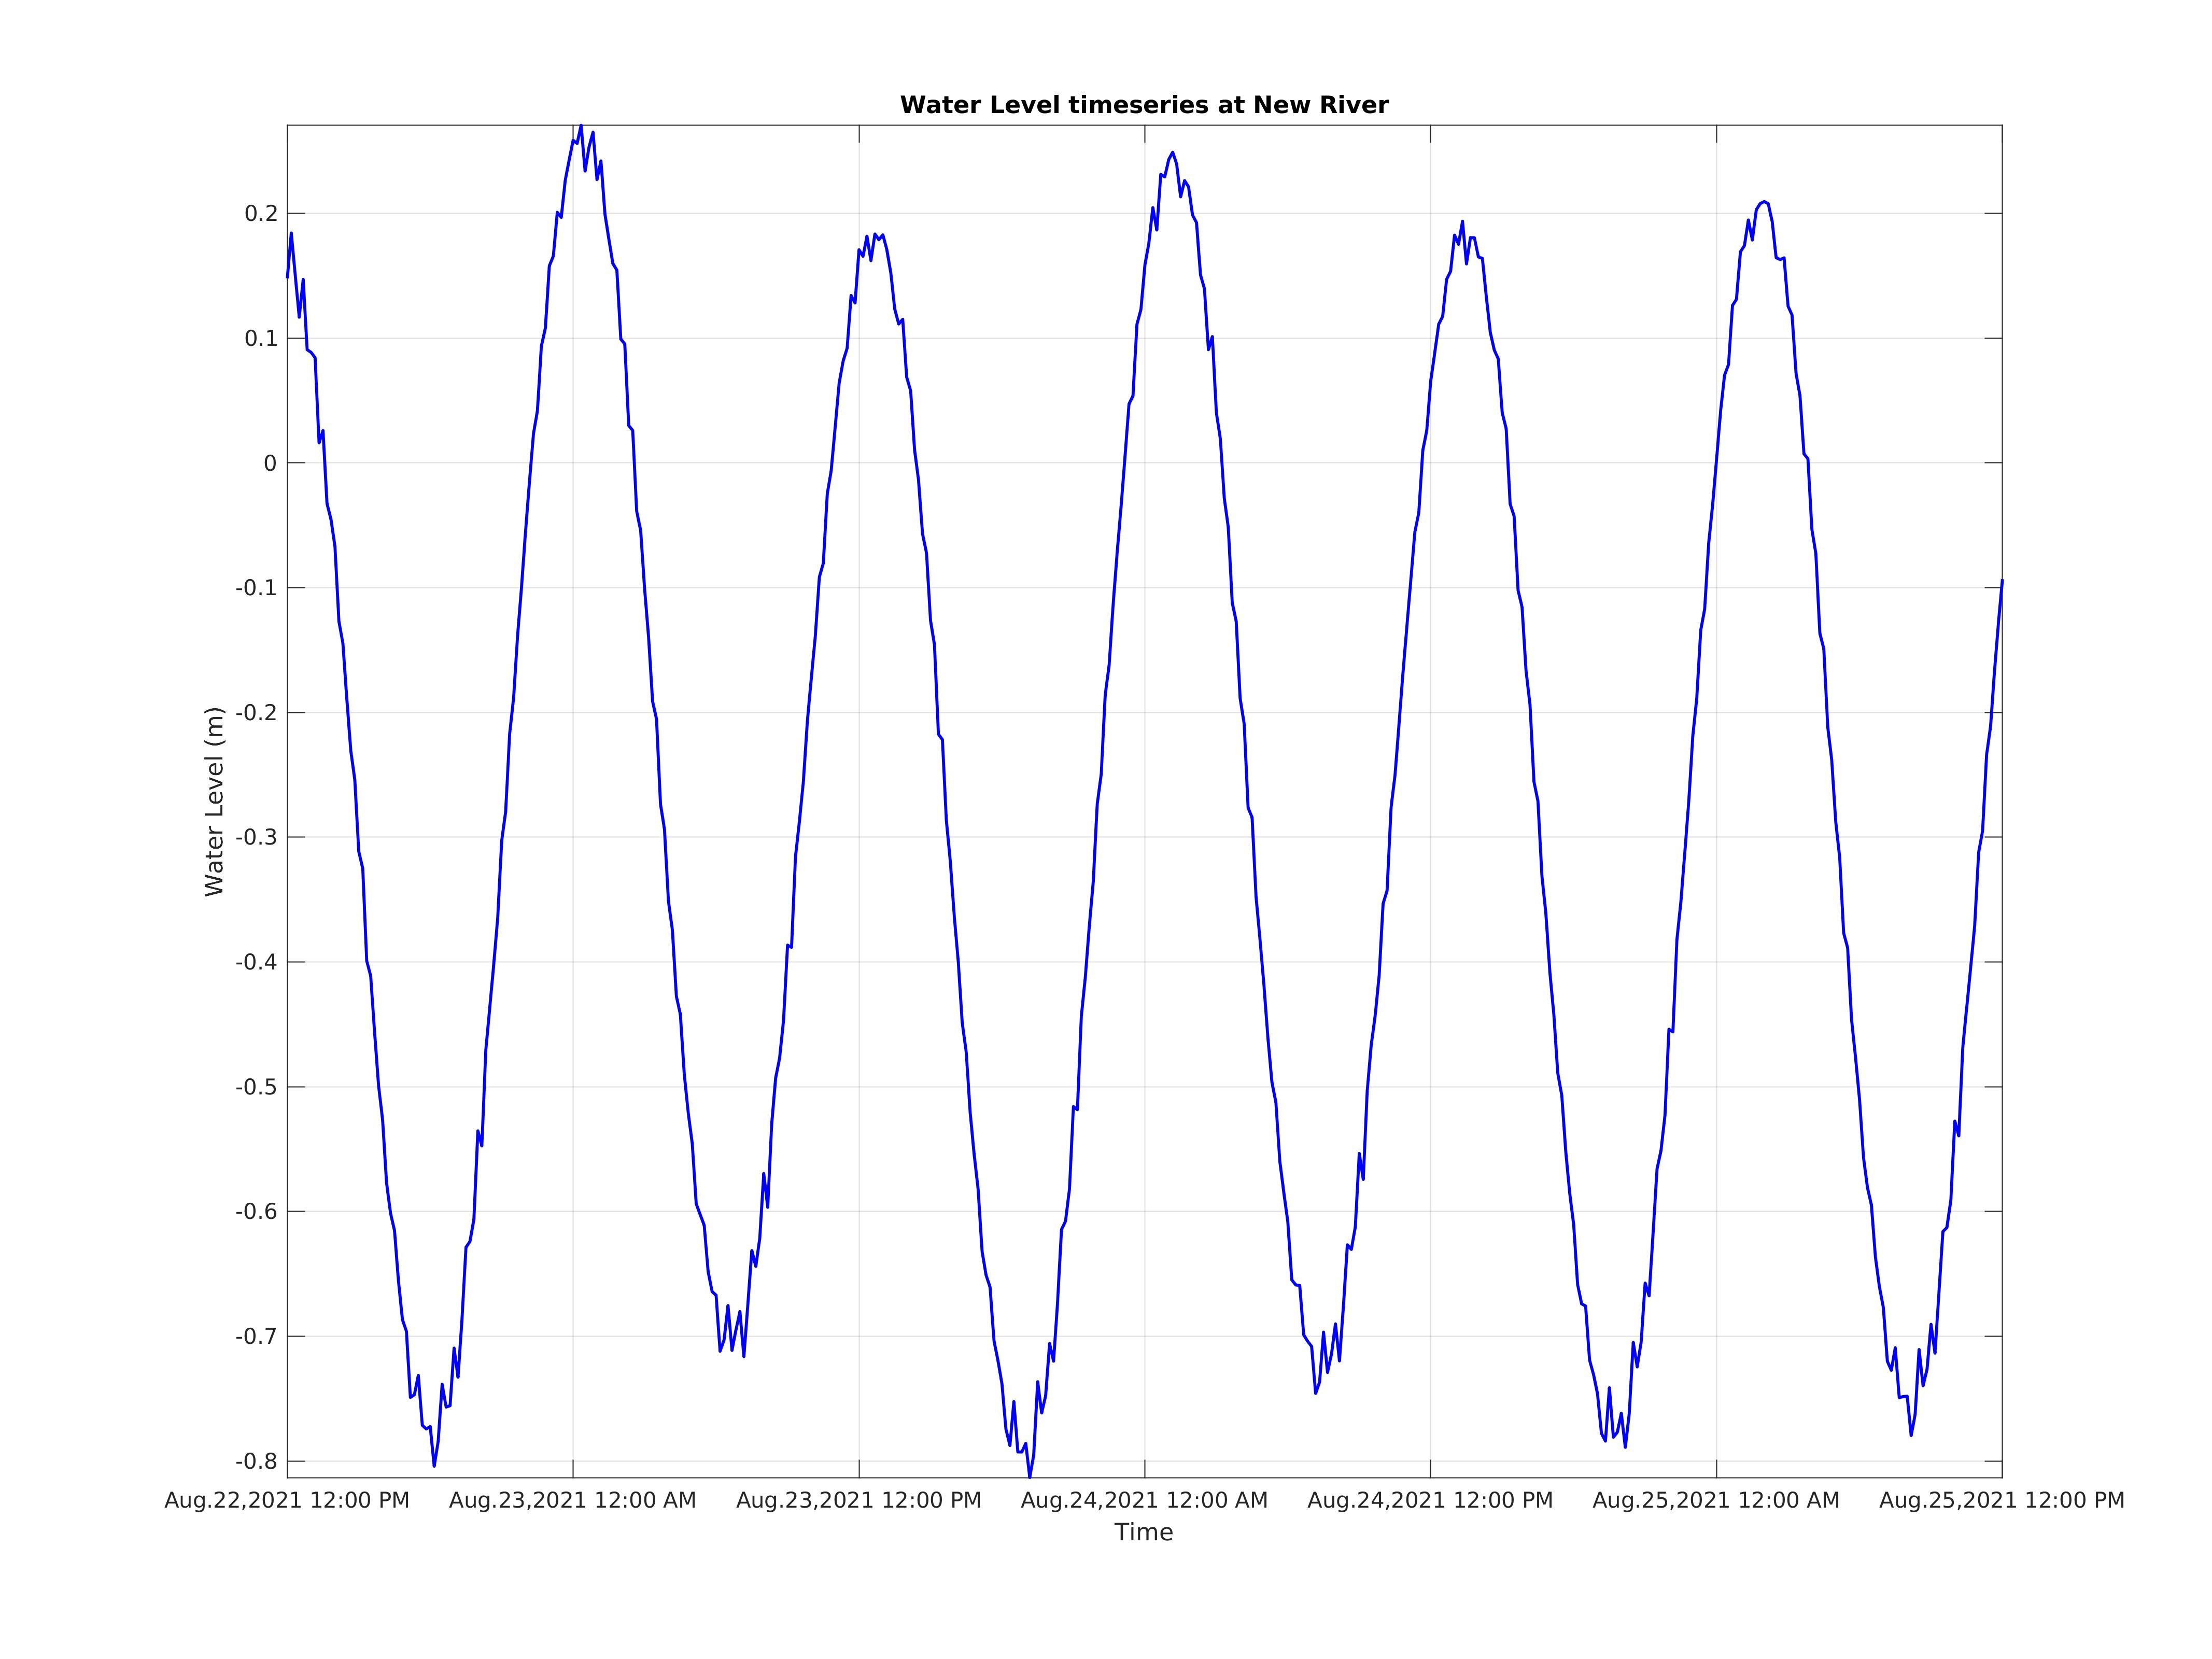 Water Level timeseries at New River
0.2
0.1
0
-0.1
-0.2
-0.3
-0.4
-0.5
-0.6
-0.7
-0.8
Water Level (m)
Aug.22,2021 12:00 PM
Aug.23,2021 12:00 AM
Aug.23,2021 12:00 PM
Aug.24,2021 12:00 AM
Aug.24,2021 12:00 PM
Aug.25,2021 12:00 AM
Aug.25,2021 12:00 PM
Time